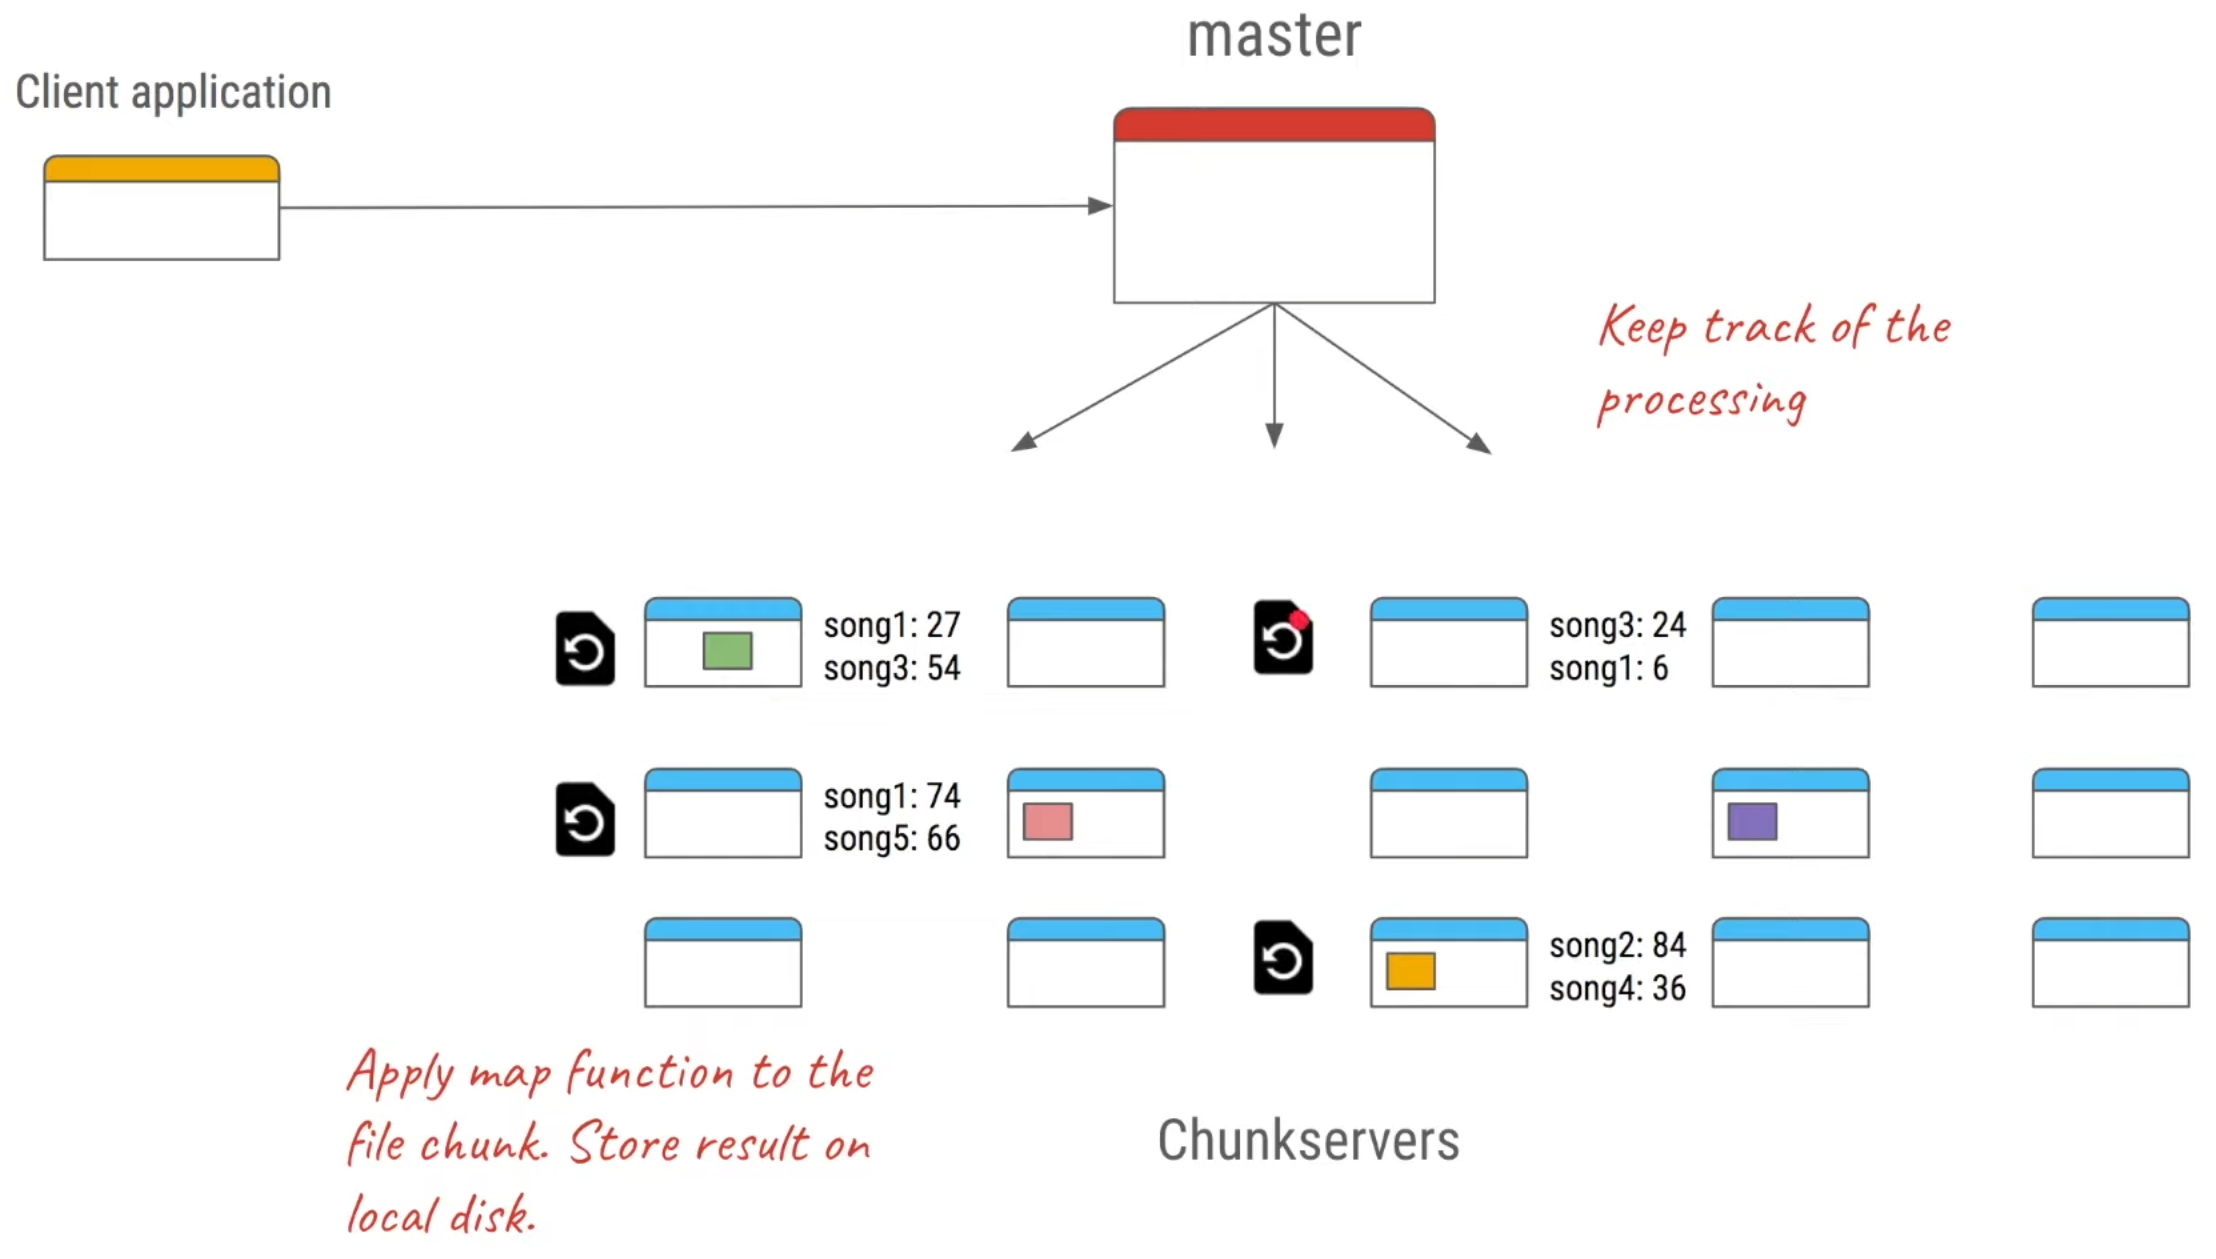 master
Client application
Keep track of the
processing
song1: 27
song3: 54
song3: 24
song1: 6
song1: 74
song5: 66
song2: 84
song4: 36
Apply map function to the
file chunk. Store result on
local disk.
Chunkservers